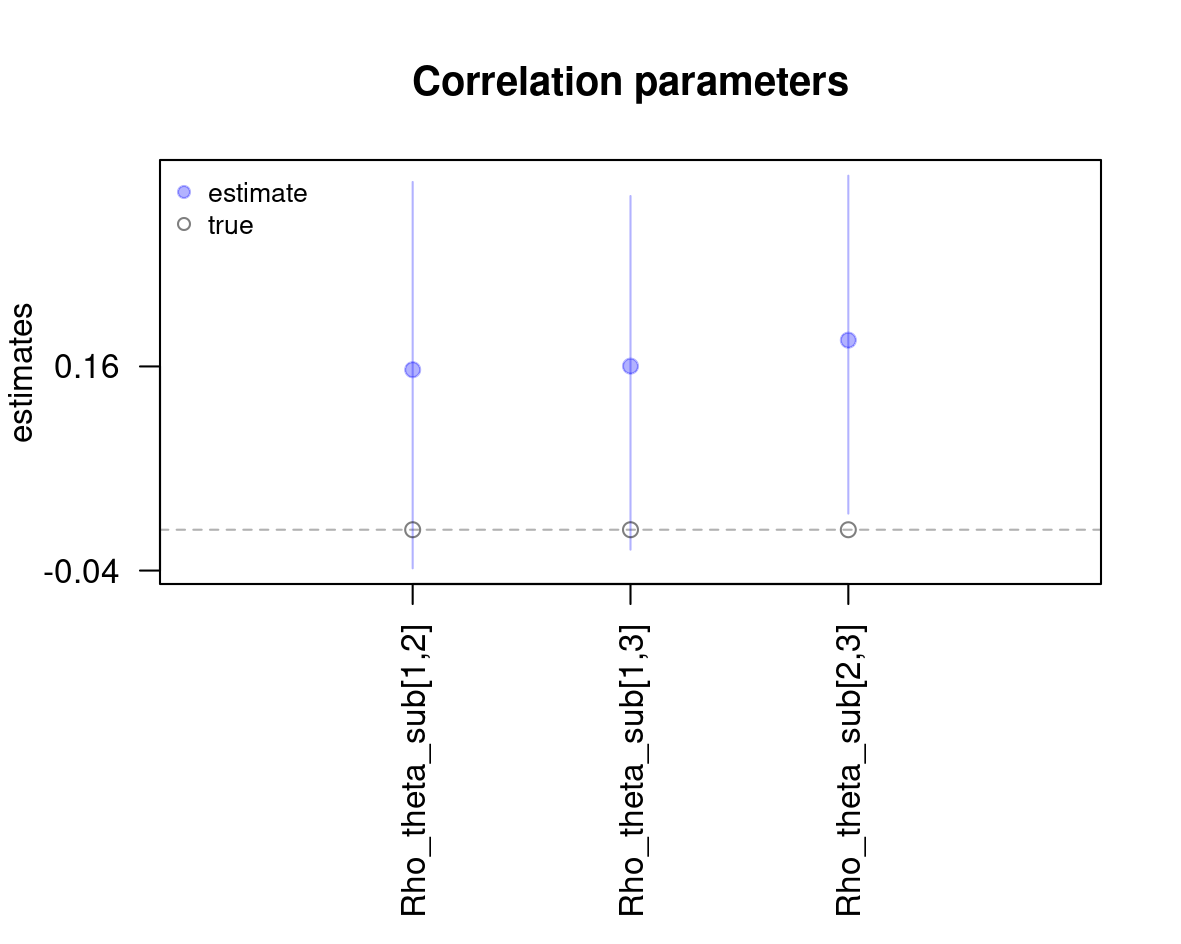 Correlation parameters
estimate
true
estimates
0.16
-0.04
Rho_theta_sub[1,2]
Rho_theta_sub[1,3]
Rho_theta_sub[2,3]